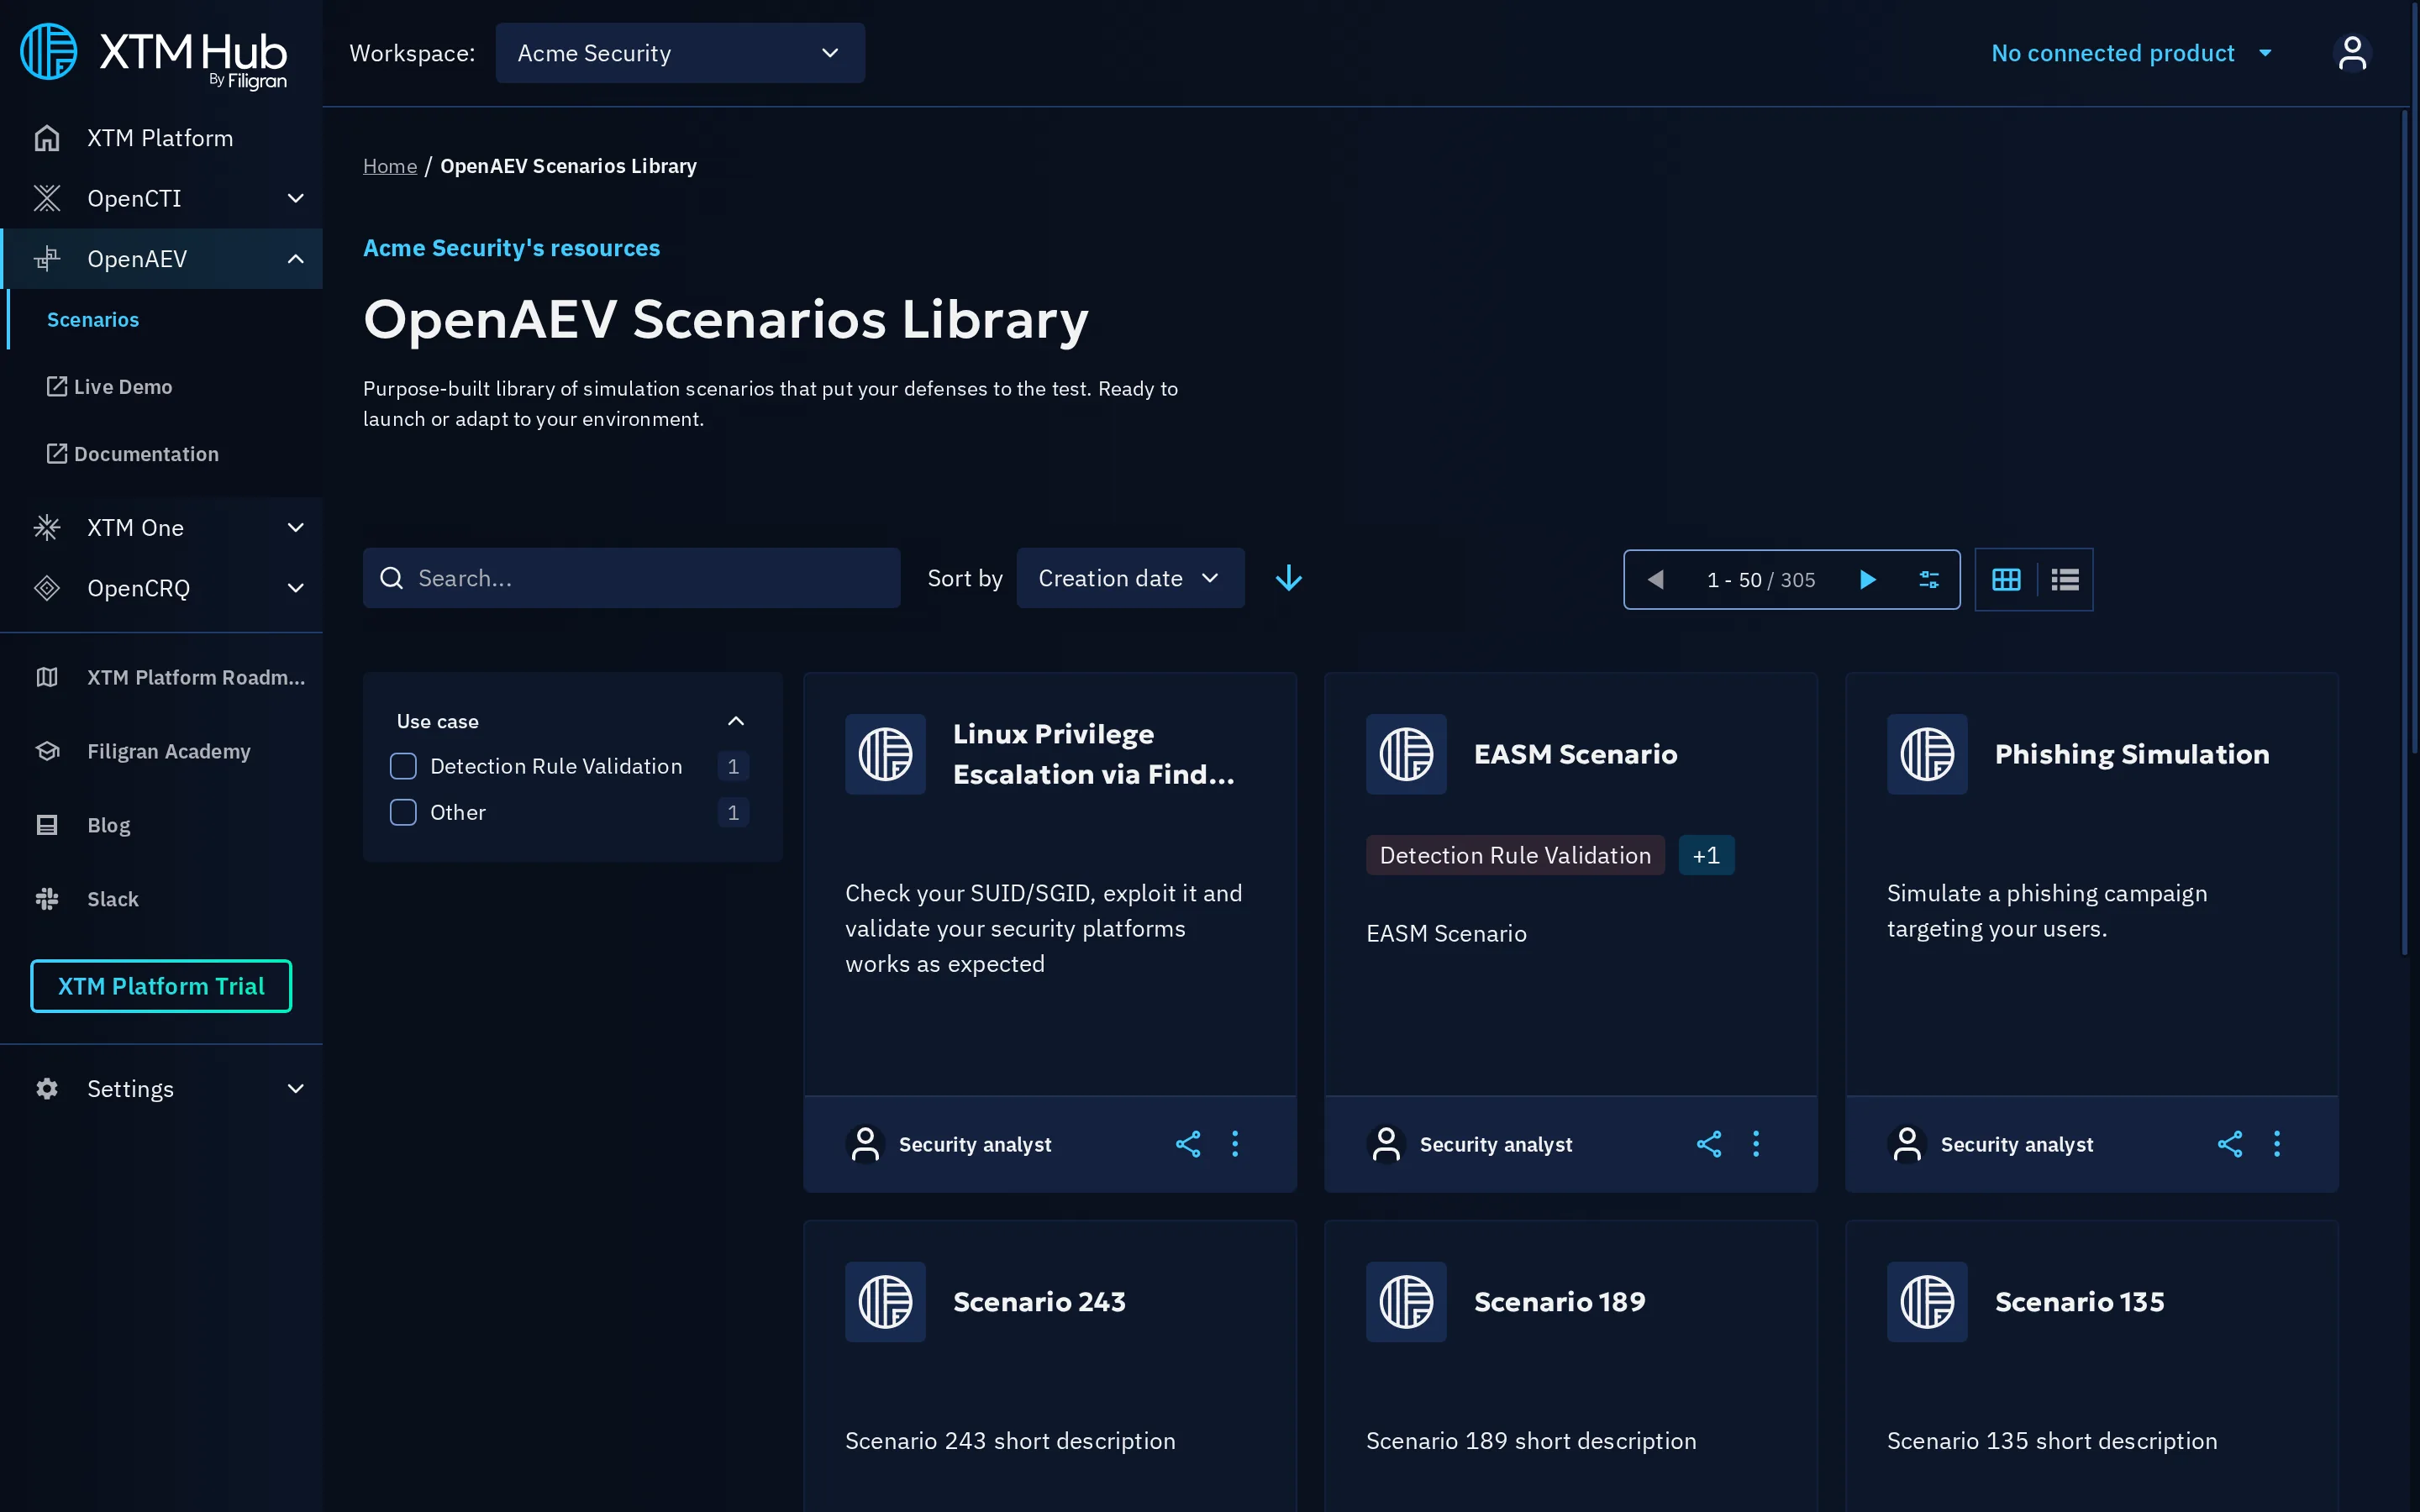 XTM Hub
By Filigran
Workspace:
Acme Security
No connected product
XTM Platform
OpenCTI
OpenAEV
Scenarios
Live Demo
Documentation
XTM One
OpenCRQ
XTM Platform Roadm...
Filigran Academy
Blog
Slack
XTM Platform Trial
Settings
Home / OpenAEV Scenarios Library
Acme Security's resources
OpenAEV Scenarios Library
Purpose-built library of simulation scenarios that put your defenses to the test. Ready to
launch or adapt to your environment.
Search...
Sort by
Creation date
1 - 50 / 305
Use case
Detection Rule Validation 1
Other 1
Linux Privilege
Escalation via Find...
Check your SUID/SGID, exploit it and
validate your security platforms
works as expected
Security analyst
EASM Scenario
Detection Rule Validation +1
EASM Scenario
Security analyst
Phishing Simulation
Simulate a phishing campaign
targeting your users.
Security analyst
Scenario 243
Scenario 243 short description
Scenario 189
Scenario 189 short description
Scenario 135
Scenario 135 short description